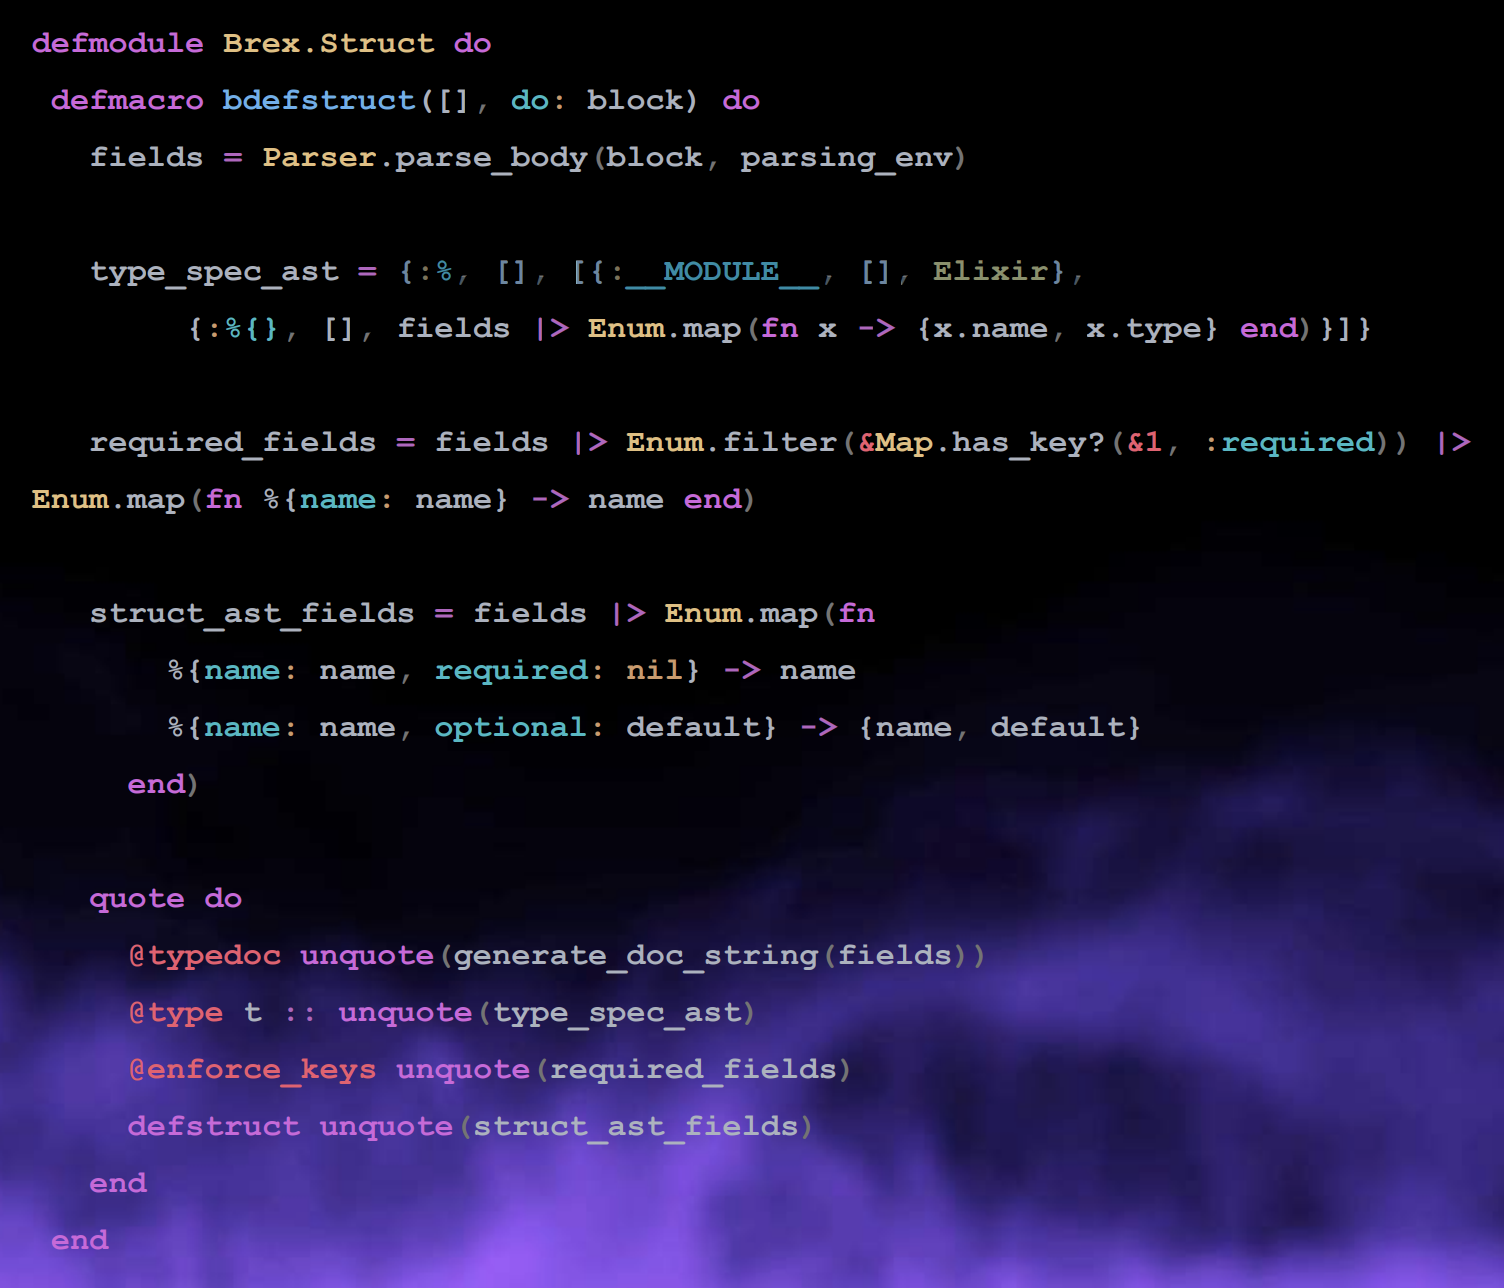 defmodule Brex.Struct do
defmacro bdefstruct([], do: block) do
fields = Parser.parse_body(block, parsing_env)
type_spec_ast = {:%, [], [{:__MODULE__, [], Elixir},
{:%{}, [], fields |> Enum.map(fn x -> {x.name, x.type} end)}]}
required_fields = fields |> Enum.filter(&Map.has_key?(&1, :required)) |>
Enum.map(fn %{name: name} -> name end)
struct_ast_fields = fields |> Enum.map(fn
%{name: name, required: nil} -> name
%{name: name, optional: default} -> {name, default}
end)
quote do
@typedoc unquote(generate_doc_string(fields))
@type t :: unquote(type_spec_ast)
@enforce_keys unquote(required_fields)
defstruct unquote(struct_ast_fields)
end
end